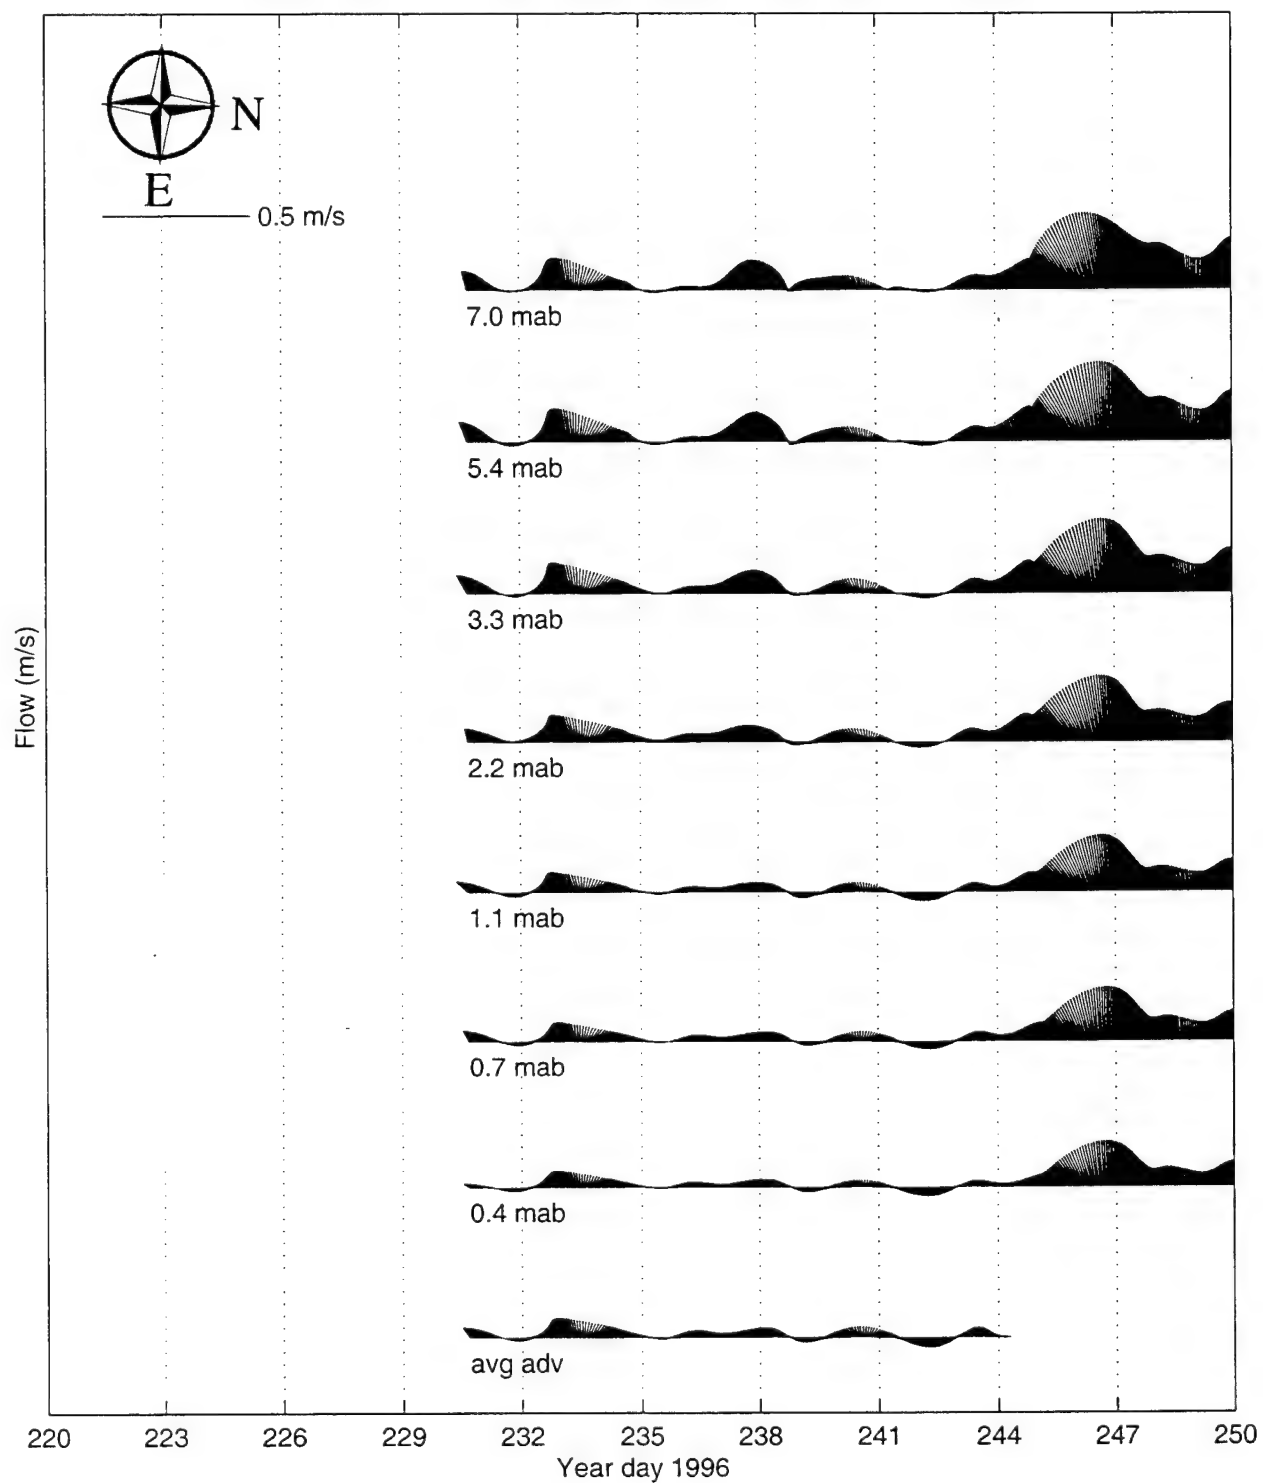 N
E
0.5 m/s
7.0 mab
5.4 mab
3.3 mab
Flow (m/s)
2.2 mab
1.1 mab
0.7 mab
0.4 mab
avg adv
220 223 226 229 232 235 238 241 244 247 250
Year day 1996